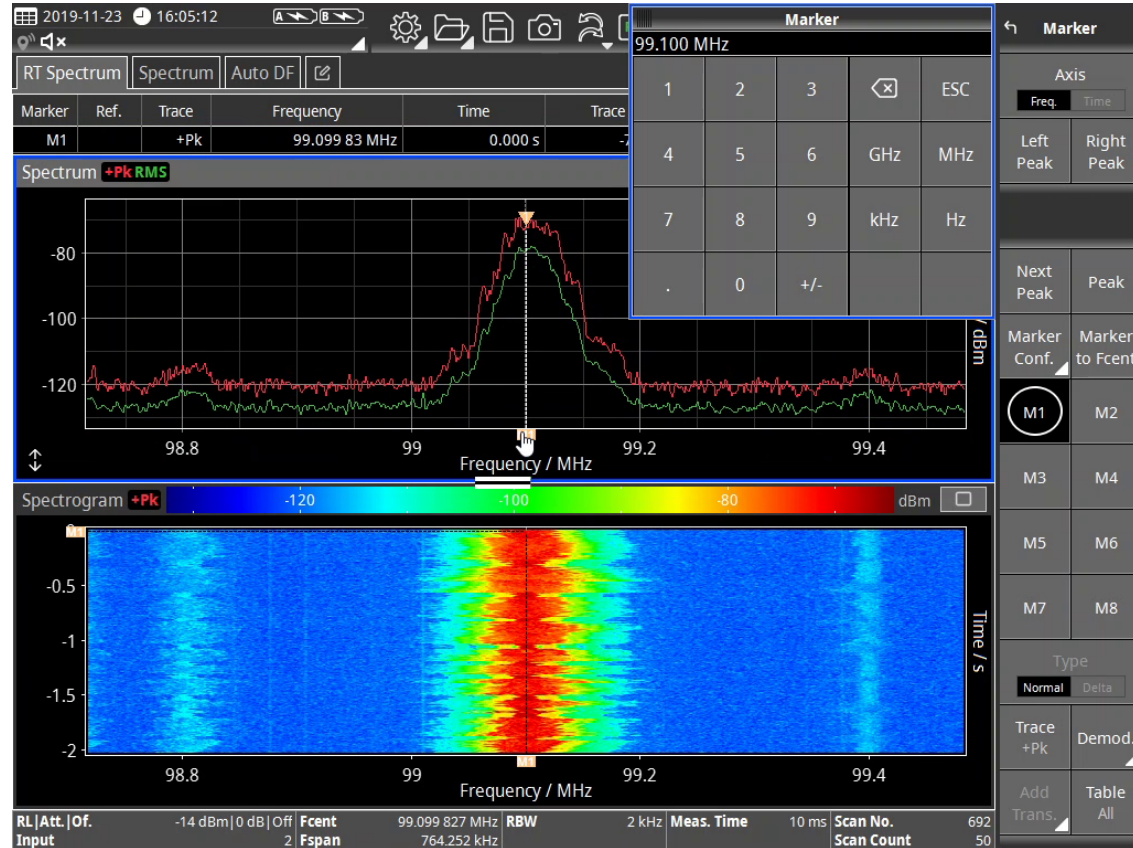 2019-11-23 16:05:12 A B
RT Spectrum Spectrum Auto DF
Marker Ref. Trace Frequency Time Trace
M1 +Pk 99.099 83 MHz 0.000 s
Spectrum +Pk RMS
-80
-100
-120
98.8 99 99.2 99.4
Frequency / MHz
/ dBm
Spectrogram +Pk -120 -100 -80 dBm
M1
-0.5
-1
-1.5
-2
M1
98.8 99 99.2 99.4
Frequency / MHz
Time / s
RL|Att.|Of. -14 dBm|0 dB|Off Fcent 99.099 827 MHz RBW 2 kHz Meas. Time 10 ms Scan No. 692
Input 2 Fspan 764.252 kHz Scan Count 50
Marker
99.100 MHz
1 2 3 ESC
4 5 6 GHz MHz
7 8 9 kHz Hz
. 0 +/-
Marker
Axis
Freq. Time
Left Peak
Right Peak
Next Peak
Peak
Marker Conf.
Marker to Fcent
M1 M2
M3 M4
M5 M6
M7 M8
Type
Normal Delta
Trace +Pk
Demod.
Add Trans.
Table All